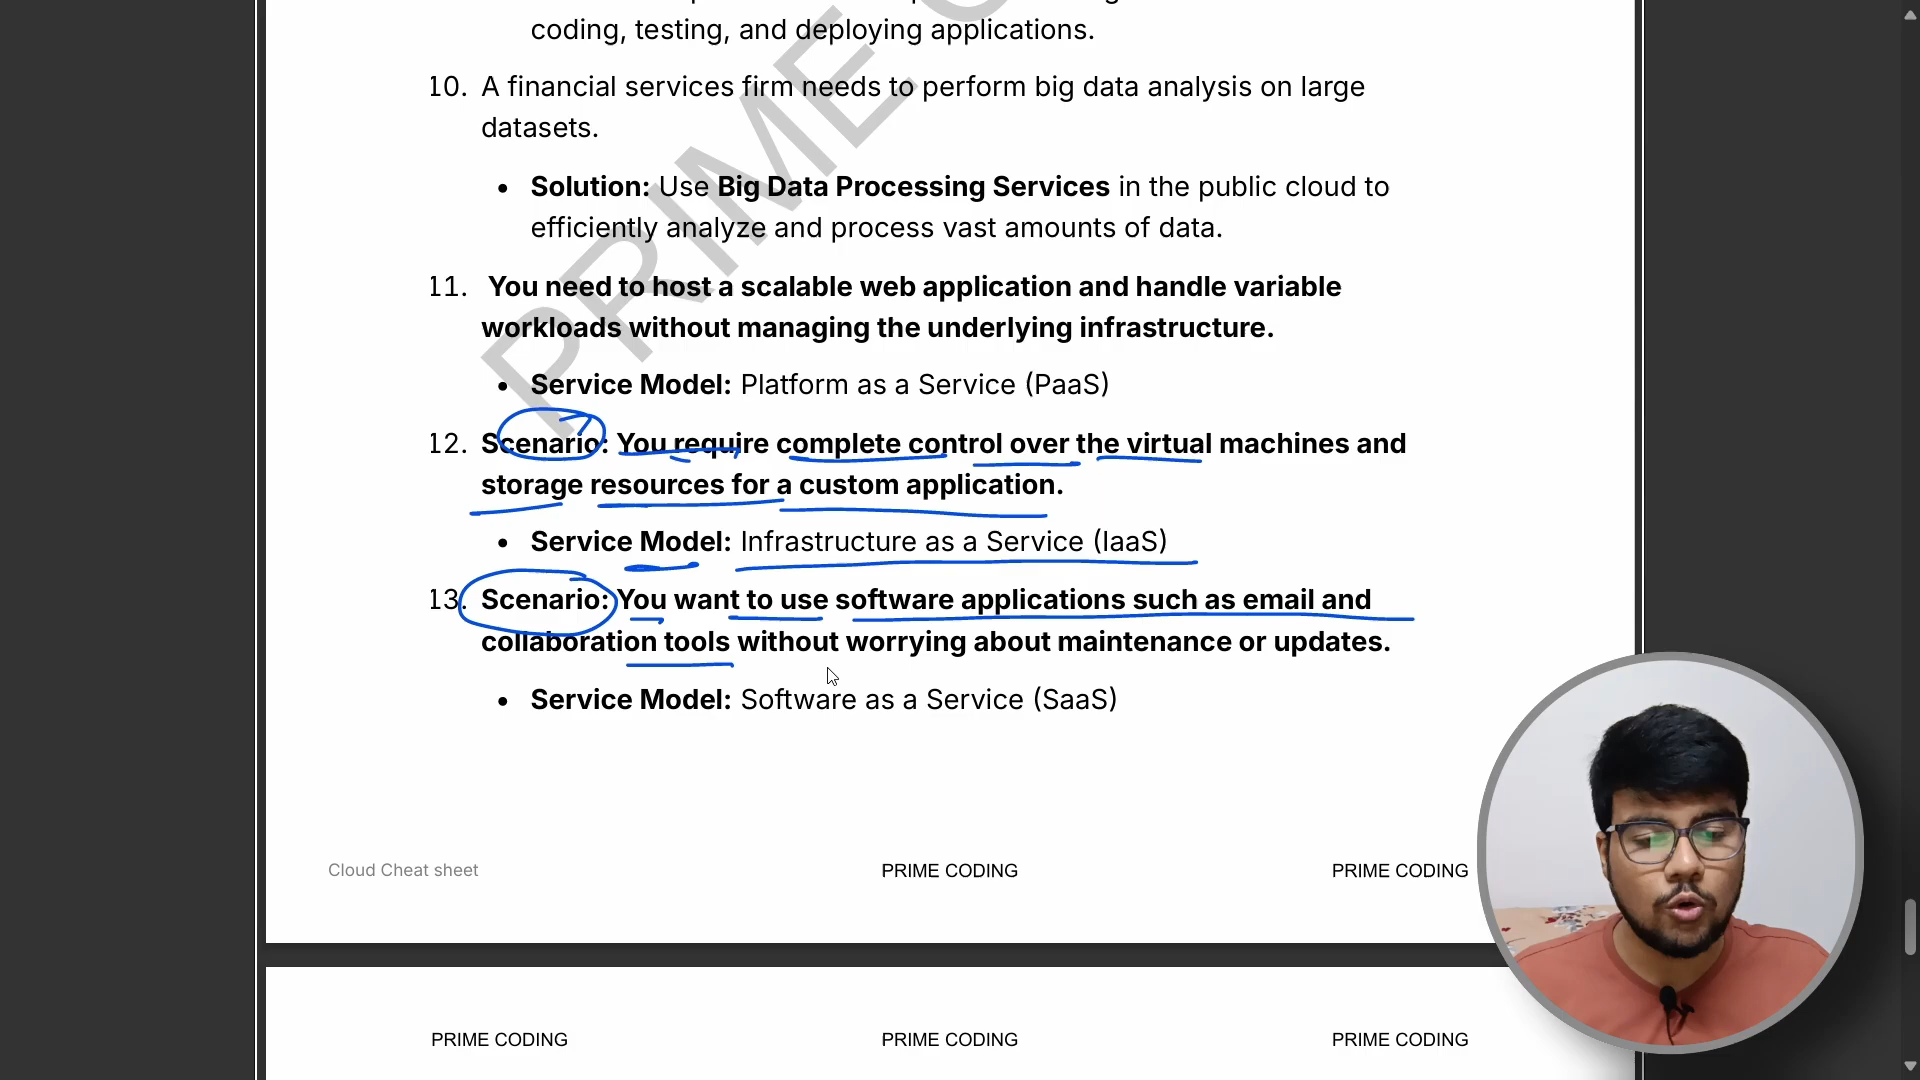 coding, testing, and deploying applications.
10. A financial services firm needs to perform big data analysis on large
datasets.
• Solution: Use Big Data Processing Services in the public cloud to
efficiently analyze and process vast amounts of data.
11. You need to host a scalable web application and handle variable
workloads without managing the underlying infrastructure.
• Service Model: Platform as a Service (PaaS)
12. Scenario: You require complete control over the virtual machines and
storage resources for a custom application.
• Service Model: Infrastructure as a Service (IaaS)
13. Scenario: You want to use software applications such as email and
collaboration tools without worrying about maintenance or updates.
• Service Model: Software as a Service (SaaS)
Cloud Cheat sheet PRIME CODING PRIME CODING
PRIME CODING PRIME CODING PRIME CODING
PRIME